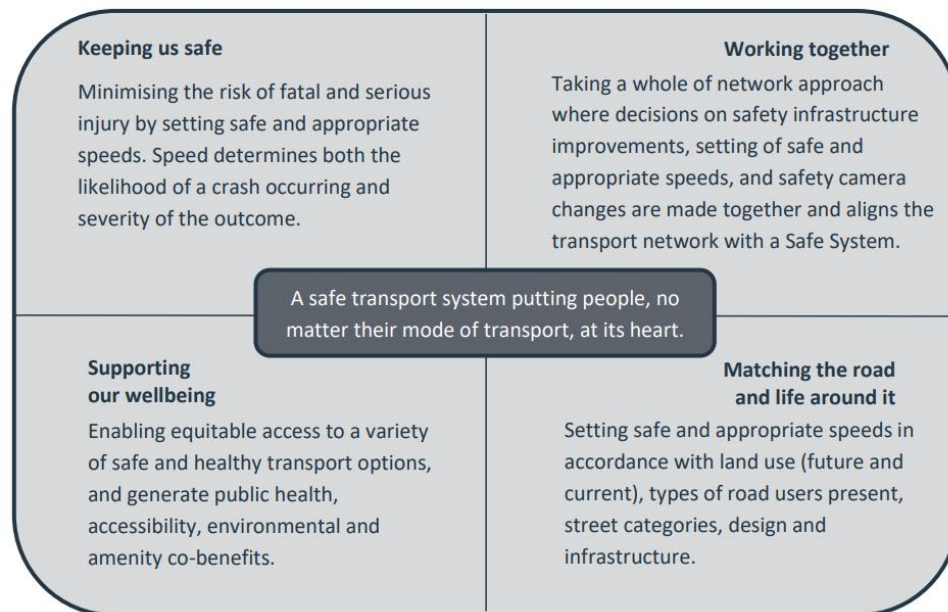 Keeping us safe
Minimising the risk of fatal and serious
injury by setting safe and appropriate
speeds. Speed determines both the
likelihood of a crash occurring and
severity of the outcome.
Working together
Taking a whole of network approach
where decisions on safety infrastructure
improvements, setting of safe and
appropriate speeds, and safety camera
changes are made together and aligns the
transport network with a Safe System.
A safe transport system putting people, no
matter their mode of transport, at its heart.
Supporting
our wellbeing
Enabling equitable access to a variety
of safe and healthy transport options,
and generate public health,
accessibility, environmental and
amenity co-benefits.
Matching the road
and life around it
Setting safe and appropriate speeds in
accordance with land use (future and
current), types of road users present,
street categories, design and
infrastructure.